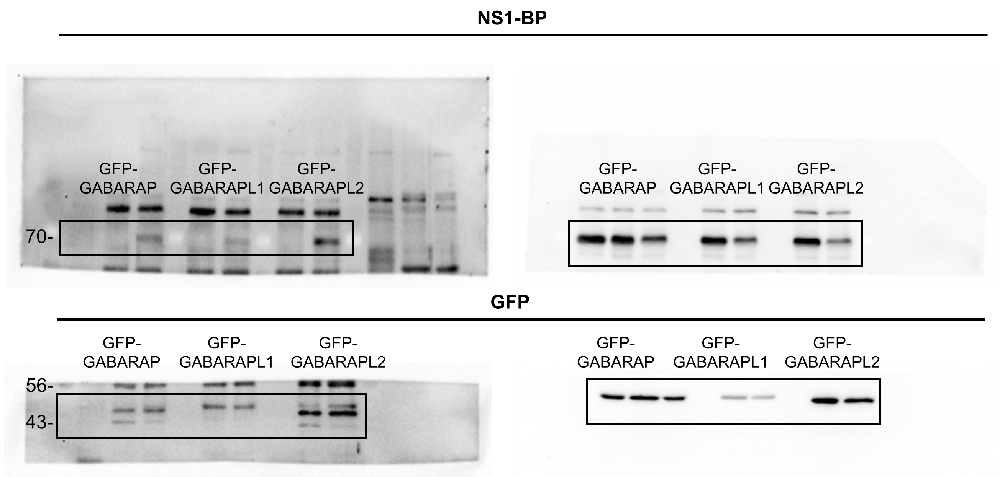 NS1-BP
GFP- GFP- GFP-
GABARAP GABARAPL1 GABARAPL2
70-
GFP- GFP- GFP-
GABARAP GABARAPL1 GABARAPL2
GFP
GFP- GFP- GFP-
GABARAP GABARAPL1 GABARAPL2
56-
43-
GFP- GFP- GFP-
GABARAP GABARAPL1 GABARAPL2